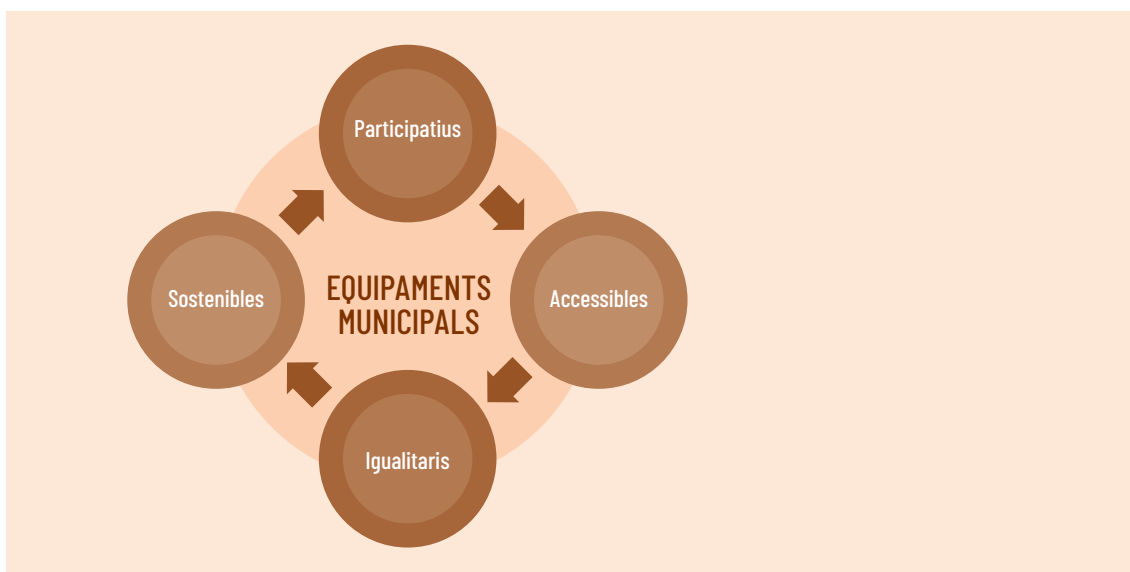 Participatius
Sostenibles
EQUIPAMENTS
MUNICIPALS
Accessibles
Igualitaris